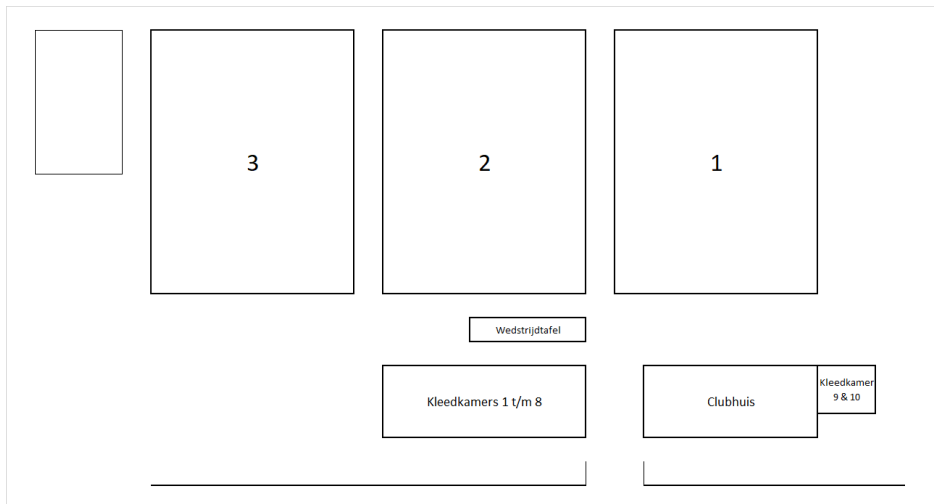 3
2
1
Wedstrijdtafel
Kleedkamers 1 t/m 8
Clubhuis
Kleedkamer
9 & 10